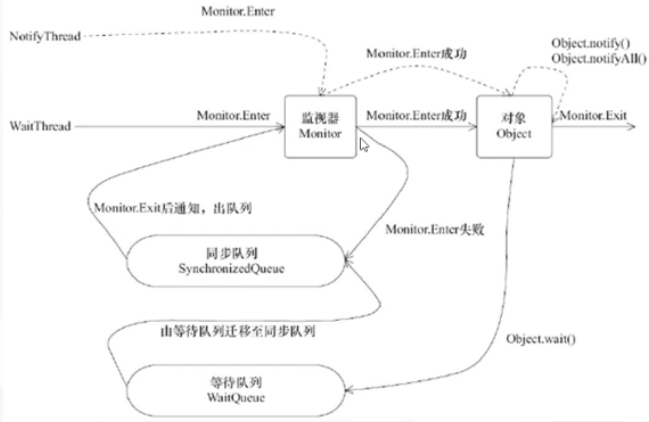 Monitor.Enter
NotifyThread
Monitor.Enter成功
Object.notify()
Object.notifyAll()
WaitThread
Monitor.Enter
监视器
Monitor
Monitor.Enter成功
对象
Object
Monitor.Exit
Monitor.Exit后通知，出队列
Monitor.Enter失败
同步队列
SynchronizedQueue
由等待队列迁移至同步队列
Object.wait()
等待队列
WaitQueue